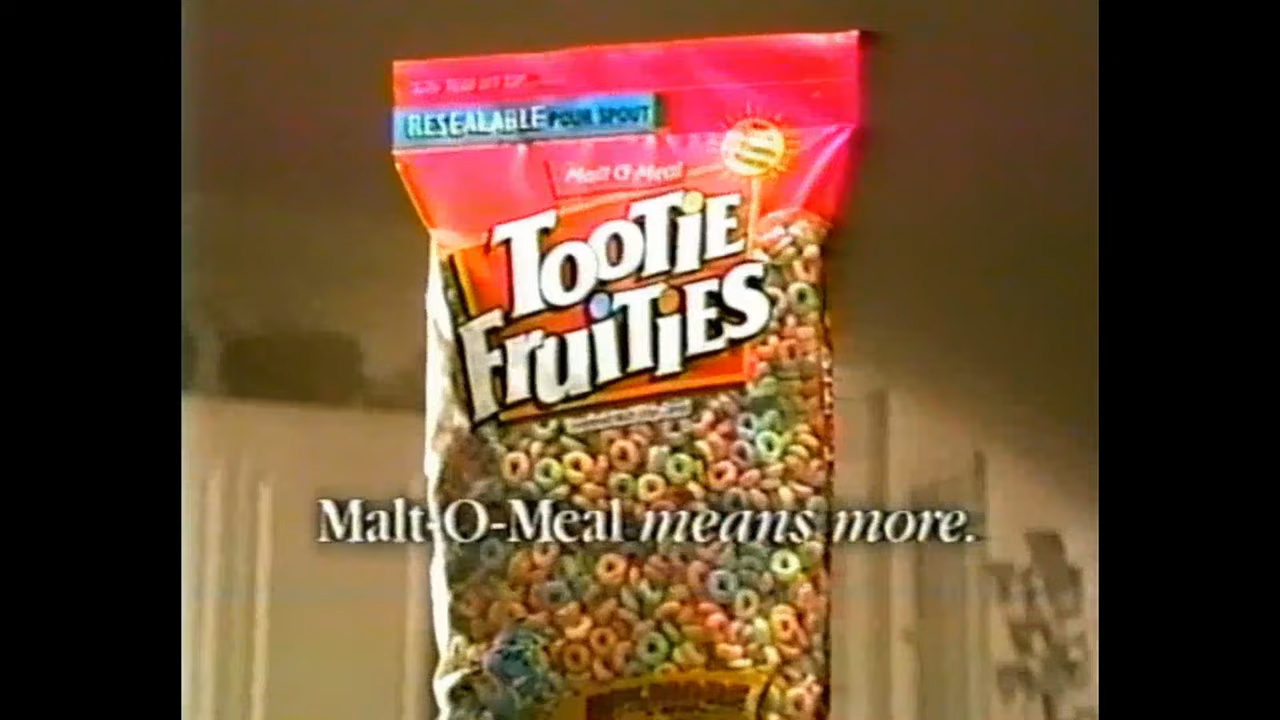 RESEALABLE POUR SPOUT
Malt-O-Meal
TOOTiE
FRUiTiES
Malt-O-Meal means more.